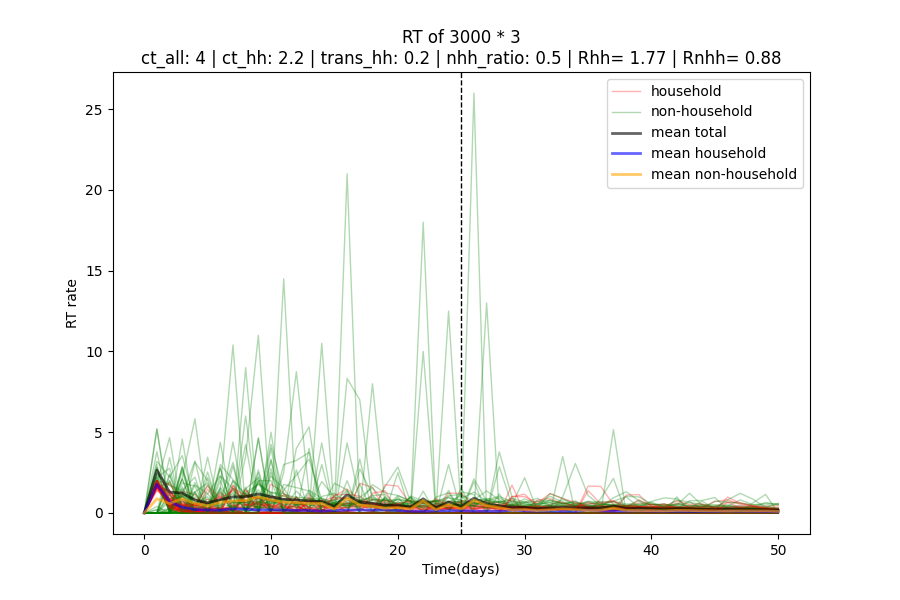 RT of 3000 * 3
ct_all: 4 | ct_hh: 2.2 | trans_hh: 0.2 | nhh_ratio: 0.5 | Rhh= 1.77 | Rnhh= 0.88
household
non-household
mean total
mean household
mean non-household
25
20
15
10
5
0
RT rate
0 10 20 30 40 50
Time(days)